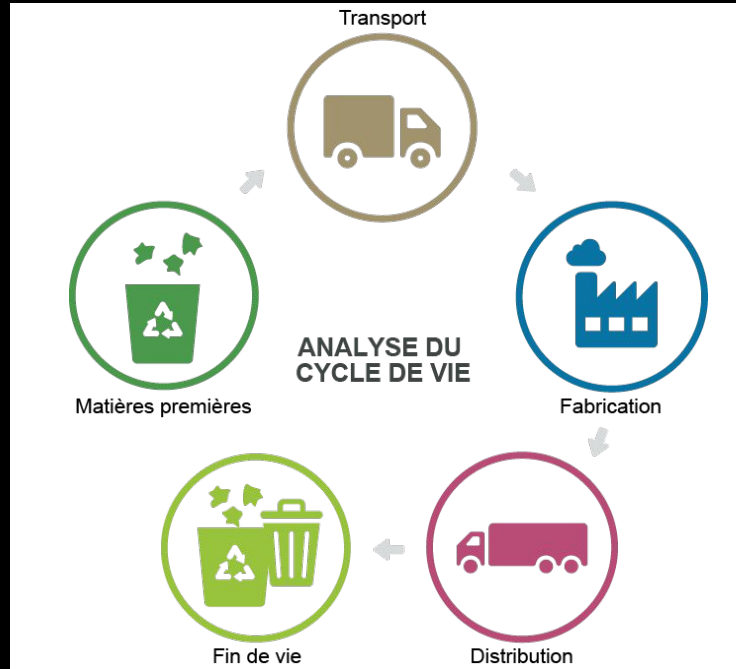 Transport
ANALYSE DU
CYCLE DE VIE
Matières premières
Fabrication
Fin de vie
Distribution